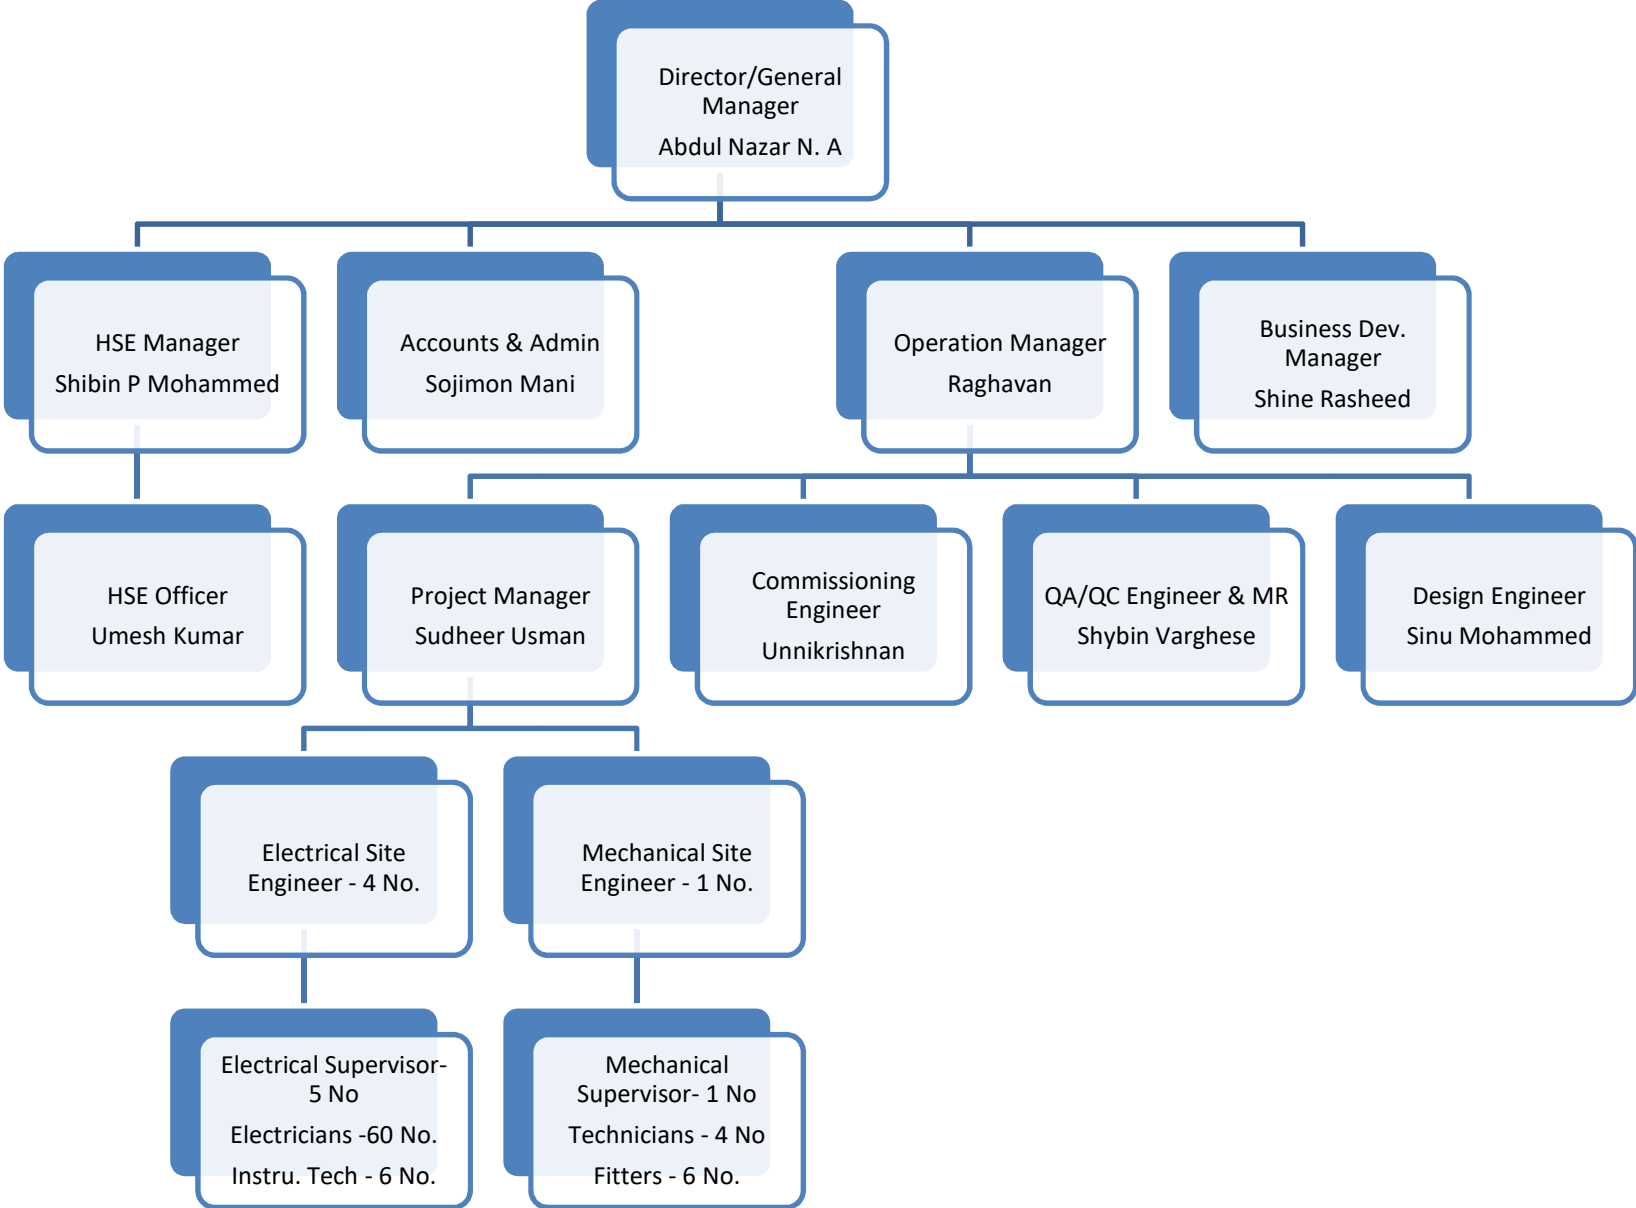 Director/General
Manager
Abdul Nazar N. A
HSE Manager
Shibin P Mohammed
Accounts & Admin
Sojimon Mani
Operation Manager
Raghavan
Business Dev.
Manager
Shine Rasheed
HSE Officer
Umesh Kumar
Project Manager
Sudheer Usman
Commissioning
Engineer
Unnikrishnan
QA/QC Engineer & MR
Shybin Varghese
Design Engineer
Sinu Mohammed
Electrical Site
Engineer - 4 No.
Mechanical Site
Engineer - 1 No.
Electrical Supervisor-
5 No
Electricians -60 No.
Instru. Tech - 6 No.
Mechanical
Supervisor- 1 No
Technicians - 4 No
Fitters - 6 No.